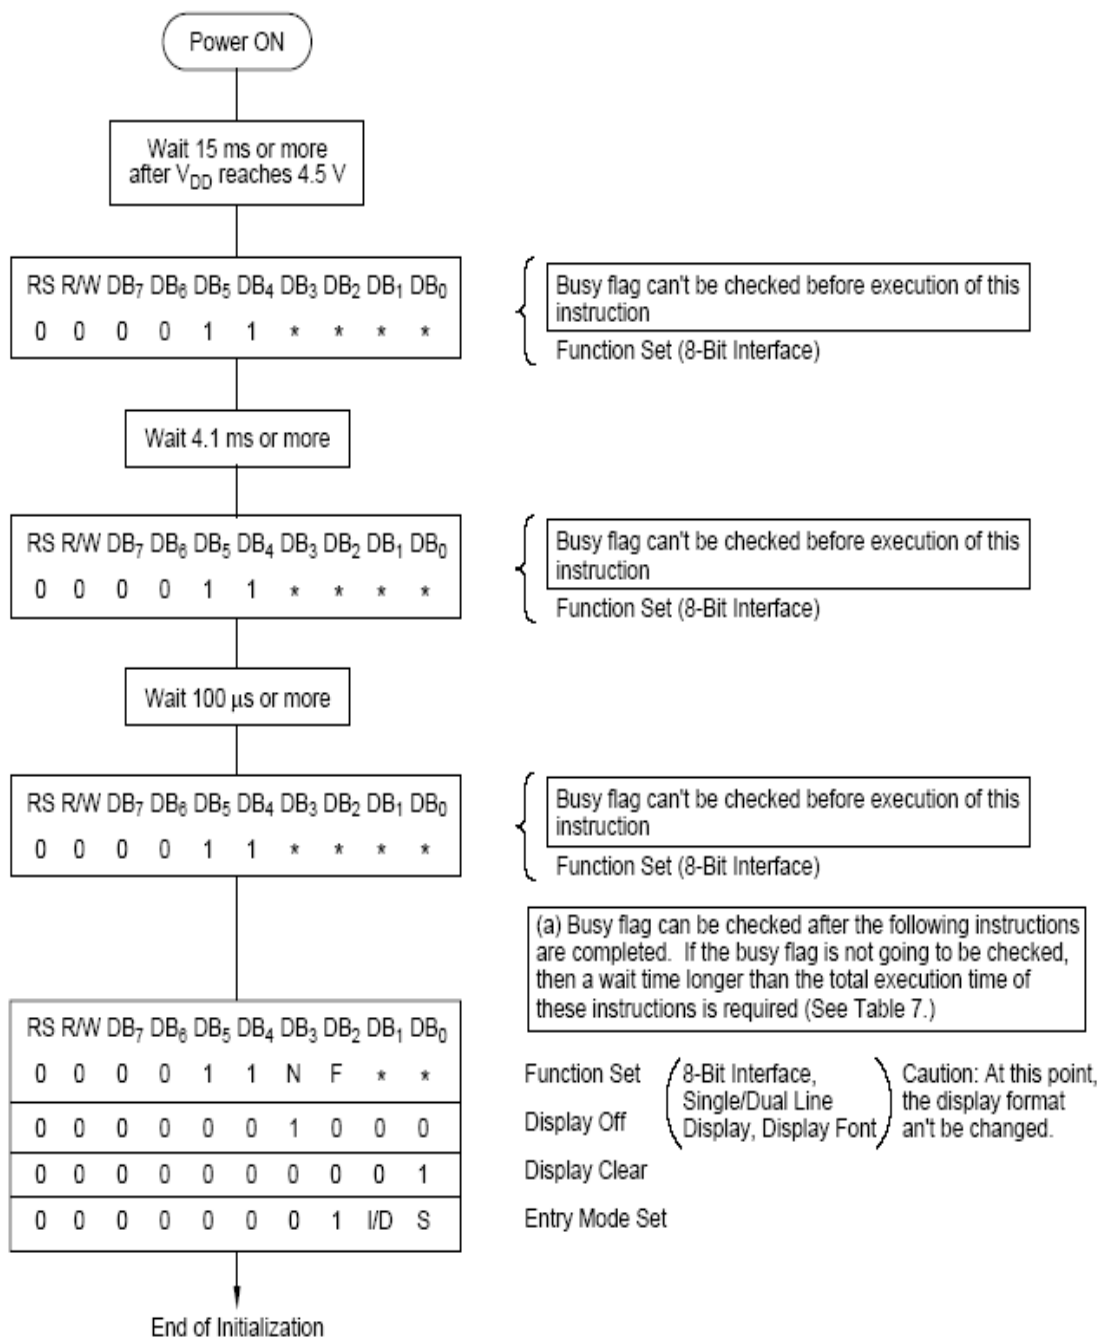 Power ON
Wait 15 ms or more
after VDD reaches 4.5 V
RS R/W DB7 DB6 DB5 DB4 DB3 DB2 DB1 DB0
0 0 0 0 1 1 * * * *
Busy flag can't be checked before execution of this
instruction
Function Set (8-Bit Interface)
Wait 4.1 ms or more
RS R/W DB7 DB6 DB5 DB4 DB3 DB2 DB1 DB0
0 0 0 0 1 1 * * * *
Busy flag can't be checked before execution of this
instruction
Function Set (8-Bit Interface)
Wait 100 µs or more
RS R/W DB7 DB6 DB5 DB4 DB3 DB2 DB1 DB0
0 0 0 0 1 1 * * * *
Busy flag can't be checked before execution of this
instruction
Function Set (8-Bit Interface)
(a) Busy flag can be checked after the following instructions
are completed. If the busy flag is not going to be checked,
then a wait time longer than the total execution time of
these instructions is required (See Table 7.)
RS R/W DB7 DB6 DB5 DB4 DB3 DB2 DB1 DB0
0 0 0 0 1 1 N F * *
0 0 0 0 0 0 1 0 0 0
0 0 0 0 0 0 0 0 0 1
0 0 0 0 0 0 0 1 I/D S
Function Set
Display Off
Display Clear
Entry Mode Set
8-Bit Interface,
Single/Dual Line
Display, Display Font
Caution: At this point,
the display format
an't be changed.
End of Initialization